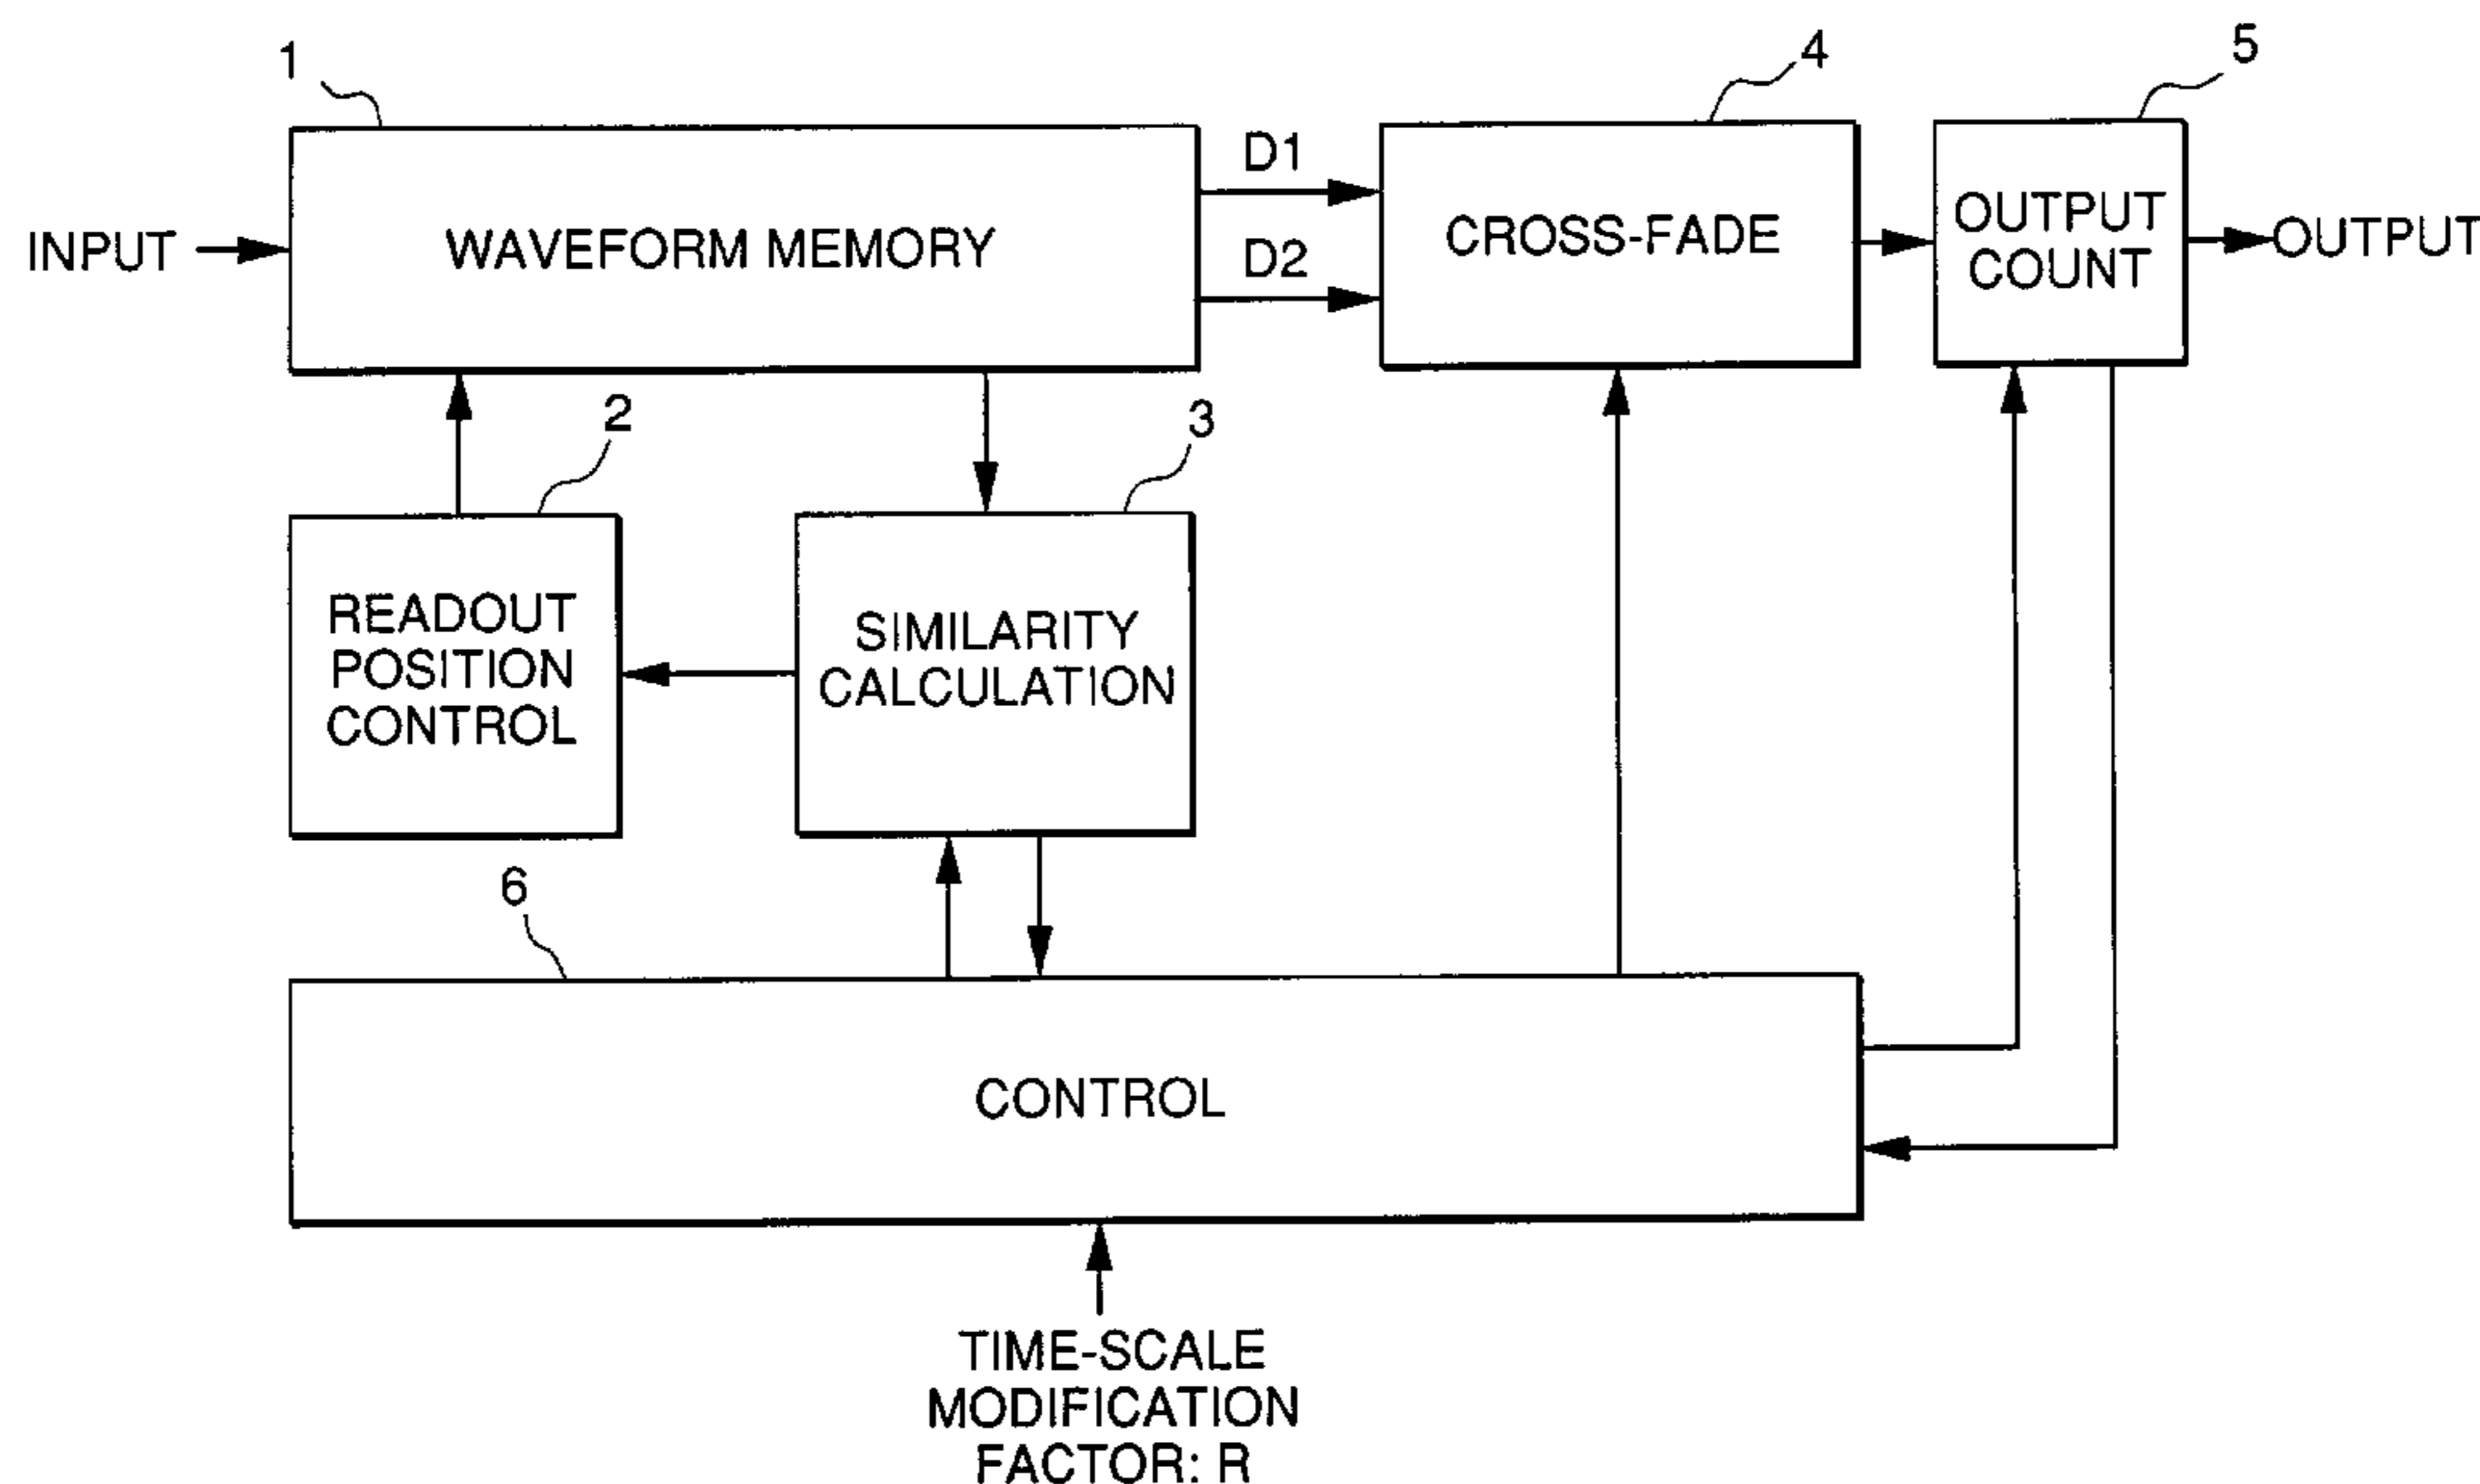 1
4
5
D1
INPUT
WAVEFORM MEMORY
D2
CROSS-FADE
OUTPUT
COUNT
OUTPUT
2
3
READOUT
POSITION
CONTROL
SIMILARITY
CALCULATION
6
CONTROL
TIME-SCALE
MODIFICATION
FACTOR: R